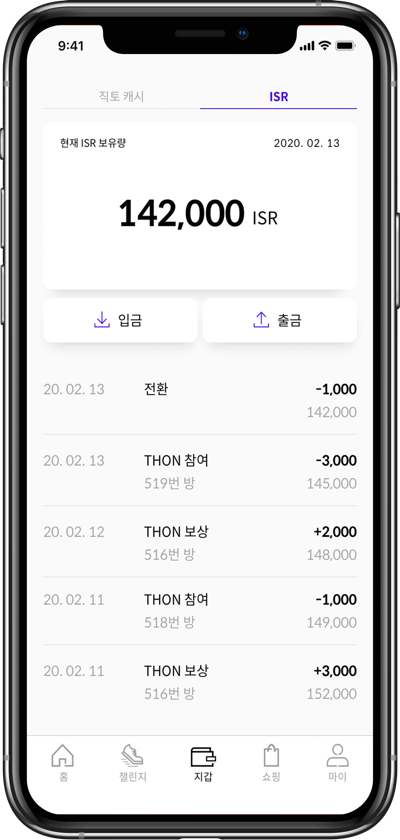 9:41
직토 캐시 ISR
현재 ISR 보유량 2020. 02. 13
142,000 ISR
입금 출금
20. 02. 13 전환 -1,000
142,000
20. 02. 13 THON 참여 -3,000
519번 방 145,000
20. 02. 12 THON 보상 +2,000
516번 방 148,000
20. 02. 11 THON 참여 -1,000
518번 방 149,000
20. 02. 11 THON 보상 +3,000
516번 방 152,000
홈 챌린지 지갑 쇼핑 마이